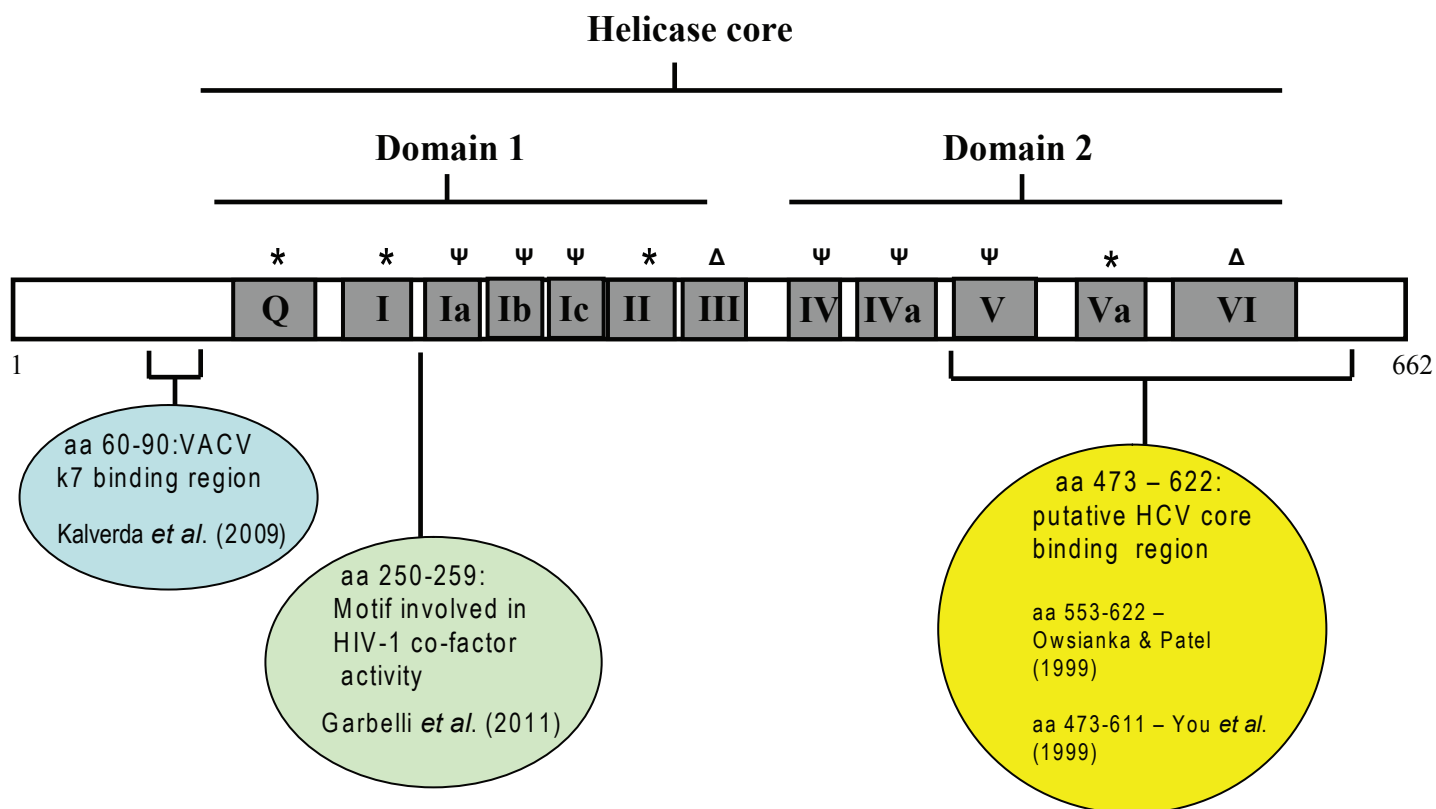 Helicase core
Domain 1 Domain 2
* * Ψ Ψ Ψ * Δ Ψ Ψ Ψ * Δ
Q I Ia Ib Ic II III IV IVa V Va VI
1 662
aa 60-90:VACV
k7 binding region
Kalverda et al. (2009)
aa 250-259:
Motif involved in
HIV-1 co-factor
activity
Garbelli et al. (2011)
aa 473 – 622:
putative HCV core
binding region
aa 553-622 –
Owsianka & Patel
(1999)
aa 473-611 – You et al.
(1999)